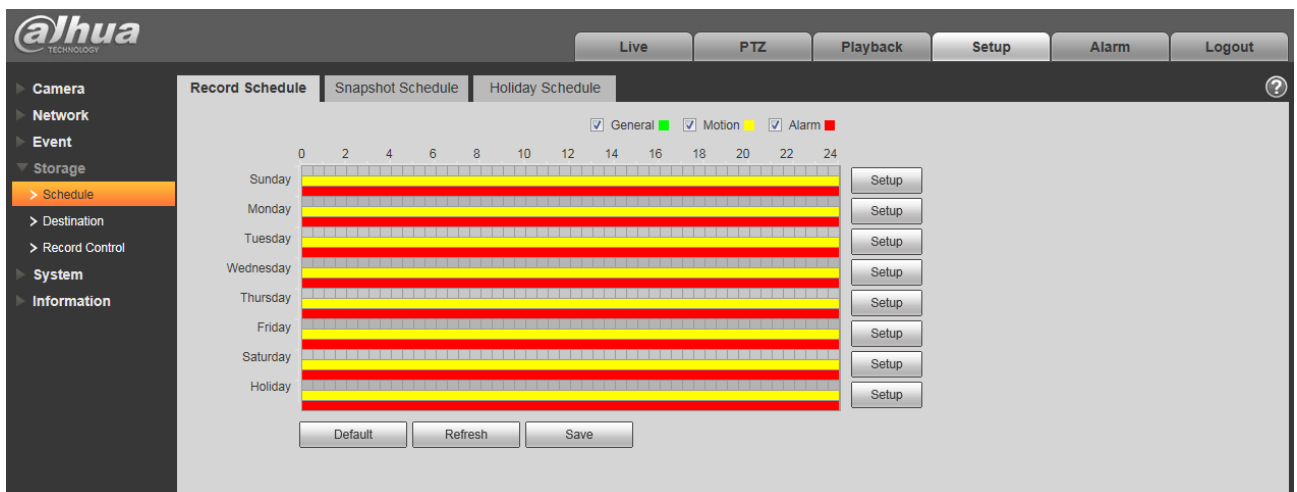 alhua
TECHNOLOGY
Live PTZ Playback Setup Alarm Logout
Camera
Network
Event
Storage
> Schedule
> Destination
> Record Control
System
Information
Record Schedule Snapshot Schedule Holiday Schedule ?
General Motion Alarm
0 2 4 6 8 10 12 14 16 18 20 22 24
Sunday Setup
Monday Setup
Tuesday Setup
Wednesday Setup
Thursday Setup
Friday Setup
Saturday Setup
Holiday Setup
Default Refresh Save